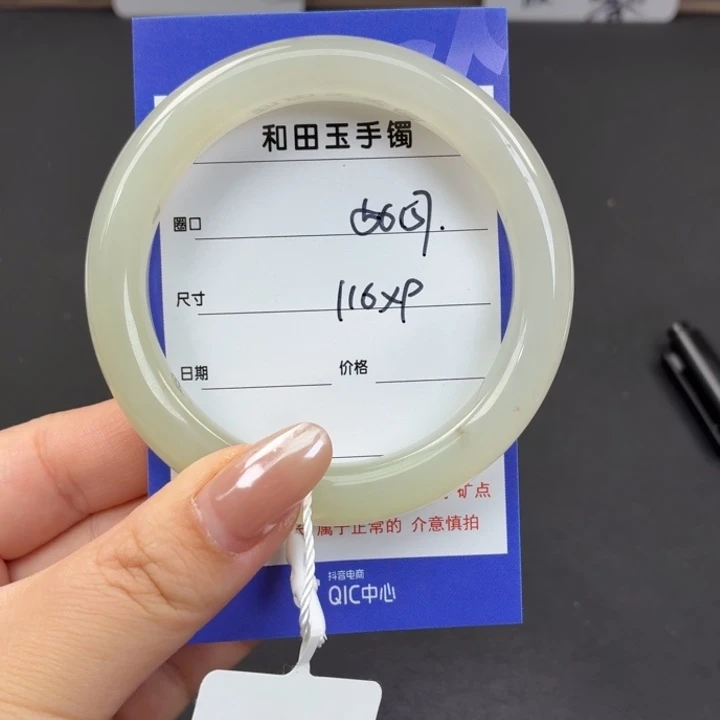 和田玉手镯
圈口
尺寸 116XP
日期 价格
矿点
属于正常的 介意慎拍
抖音电商
QIC中心